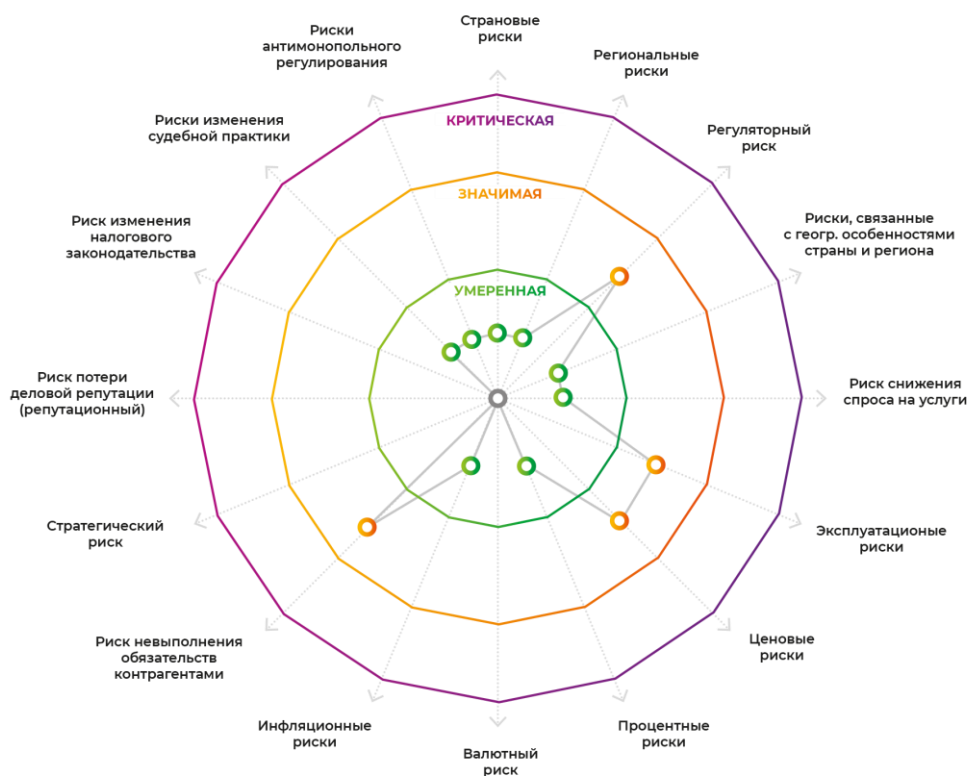 Страновые
риски
Региональные
риски
Регуляторный
риск
Риски, связанные
с геогр. особенностями
страны и региона
Риск снижения
спроса на услуги
Эксплуатационые
риски
Ценовые
риски
Процентные
риски
Валютный
риск
Инфляционные
риски
Риск невыполнения
обязательств
контрагентами
Стратегический
риск
Риск потери
деловой репутации
(репутационный)
Риск изменения
налогового
законодательства
Риски изменения
судебной практики
Риски
антимонопольного
регулирования
КРИТИЧЕСКАЯ
ЗНАЧИМАЯ
УМЕРЕННАЯ